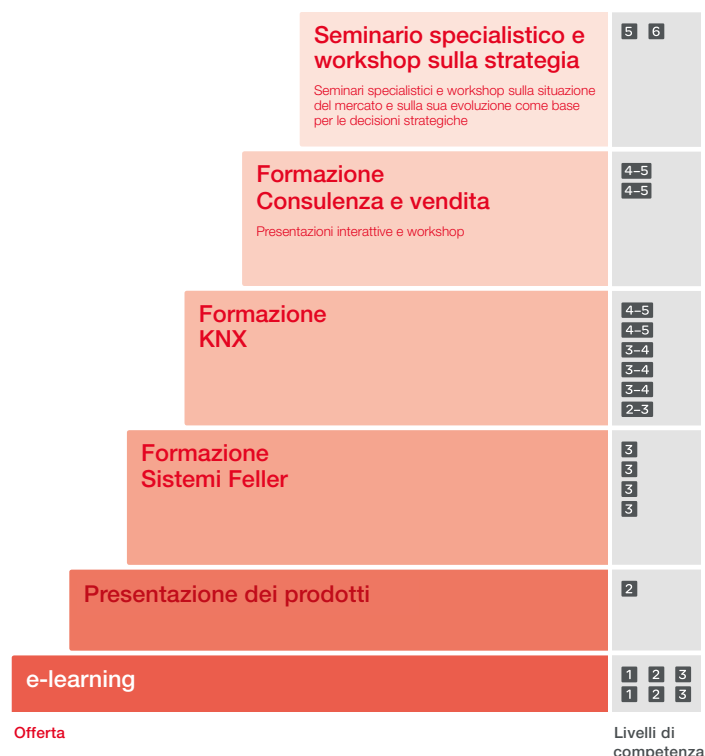 Seminario specialistico e
workshop sulla strategia
Seminari specialistici e workshop sulla situazione
del mercato e sulla sua evoluzione come base
per le decisioni strategiche
5 6
Formazione
Consulenza e vendita
Presentazioni interattive e workshop
4–5
4–5
Formazione
KNX
4–5
4–5
3–4
3–4
3–4
2–3
Formazione
Sistemi Feller
3
3
3
3
Presentazione dei prodotti
2
e-learning
1 2 3
1 2 3
Offerta
Livelli di
competenza